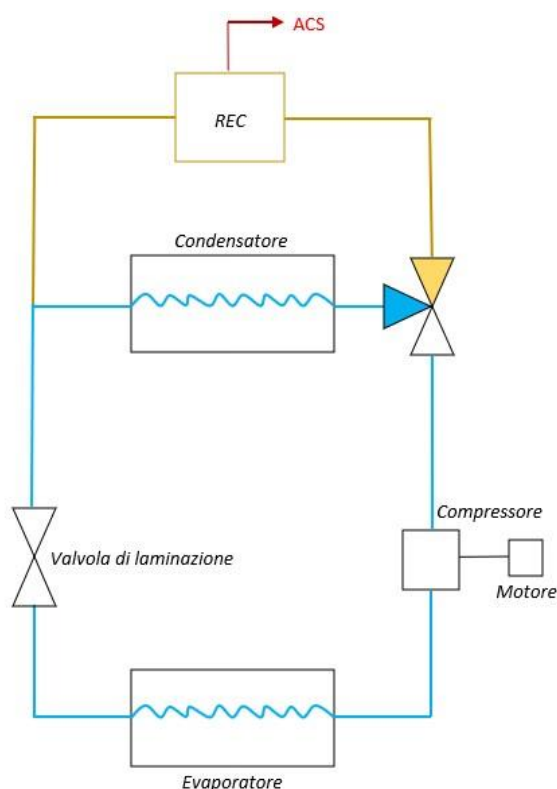 ACS
REC
Condensatore
Compressore
Valvola di laminazione
Motore
Evaporatore